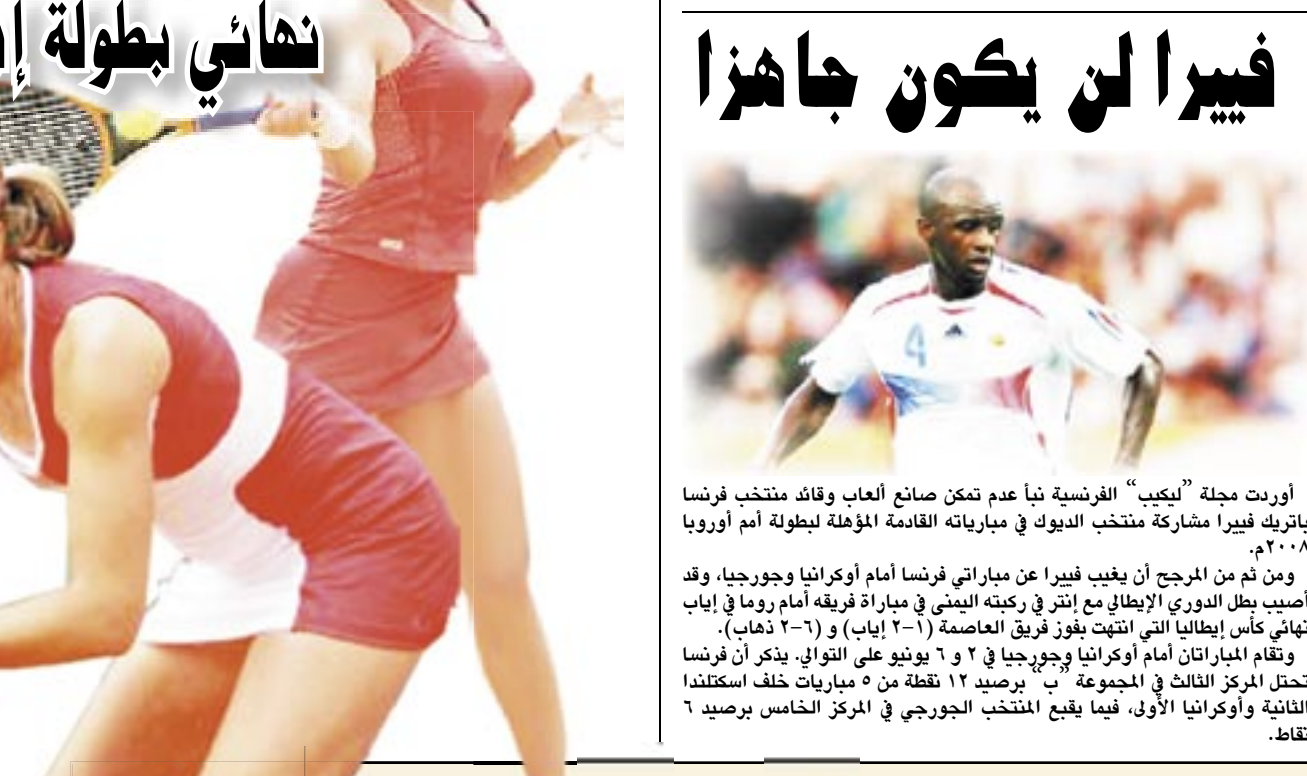 فييرا لن يكون جاهزا
4
أوردت مجلة ”ليكيب“ الفرنسية نبأ عدم تمكن صانع ألعاب وقائد منتخب فرنسا
باتريك فييرا مشاركة منتخب الديوك في مبارياته القادمة المؤهلة لبطولة أمم أوروبا
٢٠٠٨م.
ومن ثم من المرجح أن يغيب فييرا عن مباراتي فرنسا أمام أوكرانيا وجورجيا، وقد
أصيب بطل الدوري الإيطالي مع إنتر في ركبته اليمنى في مباراة فريقه أمام روما في إياب
نهائي كأس إيطاليا التي انتهت بفوز فريق العاصمة (١-٢ إياب) و (٦-٢ ذهاب).
وتقام المباراتان أمام أوكرانيا وجورجيا في ٢ و ٦ يونيو على التوالي. يذكر أن فرنسا
تحتل المركز الثالث في المجموعة ”ب“ برصيد ١٢ نقطة من ٥ مباريات خلف اسكتلندا
الثانية وأوكرانيا الأولى، فيما يقبع المنتخب الجورجي في المركز الخامس برصيد ٦
نقاط.
نهائي بطولة